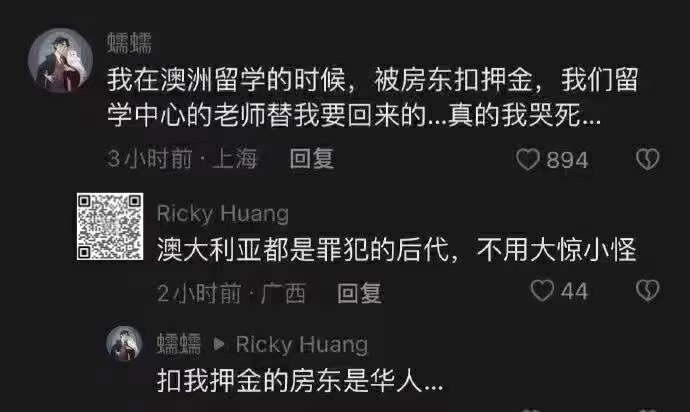 蠕蠕
我在澳洲留学的时候，被房东扣押金，我们留
学中心的老师替我要回来的...真的我哭死...
3小时前·上海 回复 894
Ricky Huang
澳大利亚都是罪犯的后代，不用大惊小怪
2小时前·广西 回复 44
蠕蠕 ▶ Ricky Huang
扣我押金的房东是华人...